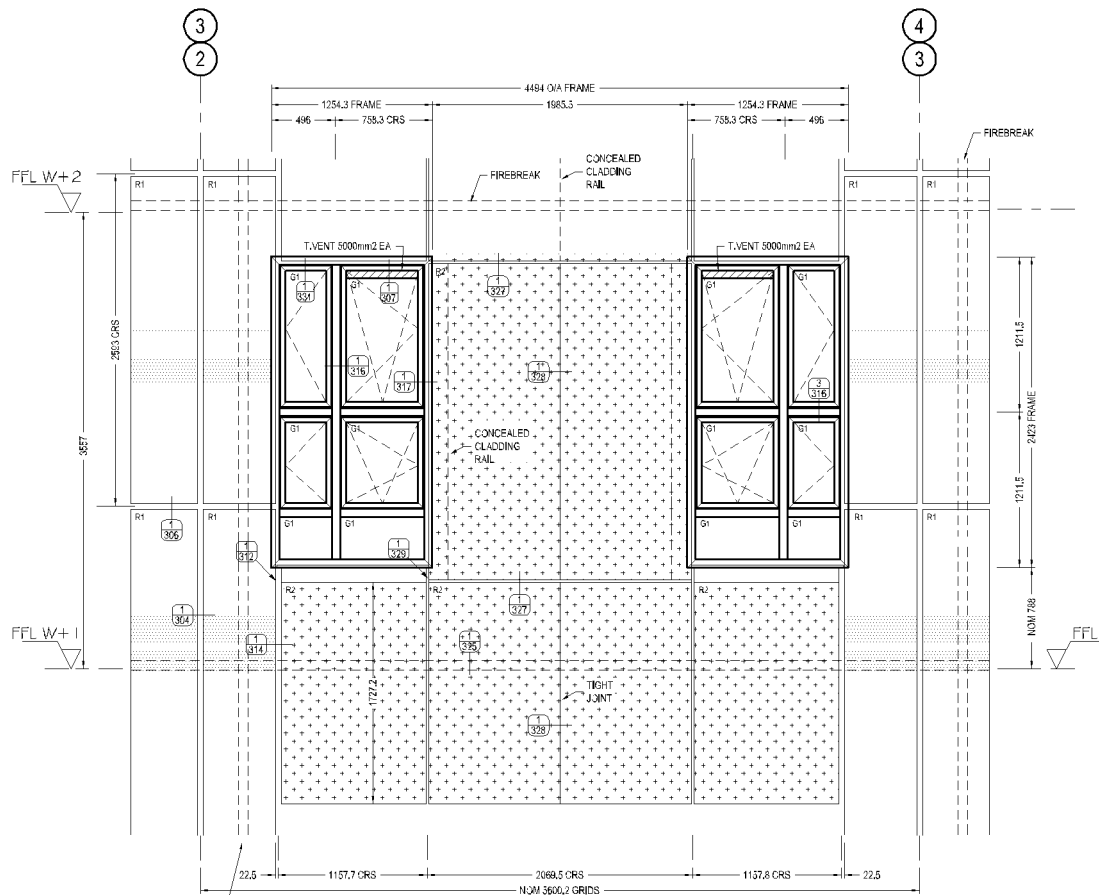 3
2
4
3
4494 O/A FRAME
1254.3 FRAME
1985.5
1254.3 FRAME
496
758.3 CRS
758.3 CRS
496
FIREBREAK
CONCEALED
CLADDING
RAIL
FIREBREAK
FFL W+2
R1
R1
R1
R1
T.VENT 5000mm2 EA
T.VENT 5000mm2 EA
G1
G1
R2
G1
G1
1
331
1
307
1
327
2593 CRS
3557
1
316
1
317
1
328
3
316
1211.5
2423 FRAME
1211.5
G1
G1
CONCEALED
CLADDING
RAIL
G1
G1
R1
R1
G1
G1
G1
G1
R1
R1
1
306
1
312
1
329
R2
R2
R2
1
304
1
327
NOM 788
FFL W+1
1
314
1
325
FFL
1727.2
TIGHT
JOINT
1
328
22.5
1157.7 CRS
2069.5 CRS
1157.8 CRS
22.5
NOM 5600.2 GRIDS